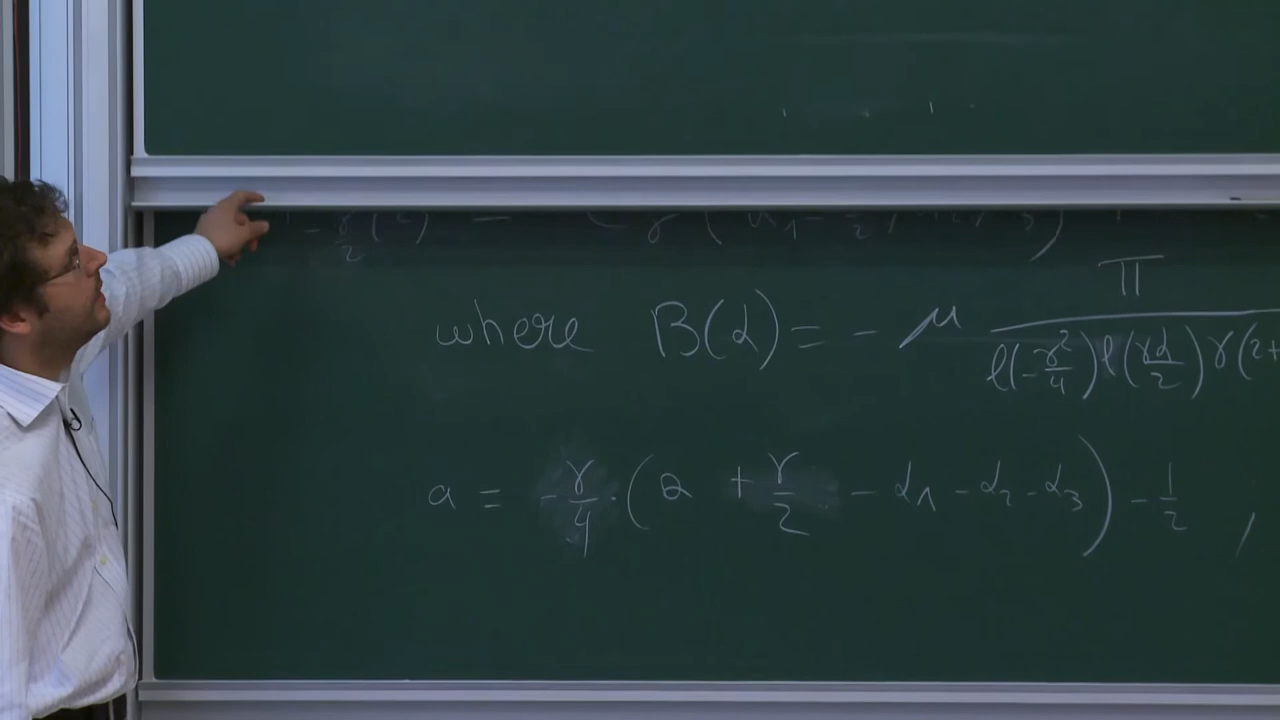 where B(α) = - μ π / l(-γ²/4) l(γα/2) γ(2+
a = -γ/4 · (Q + γ/2 - α₁ - α₂ - α₃) - 1/2 ,